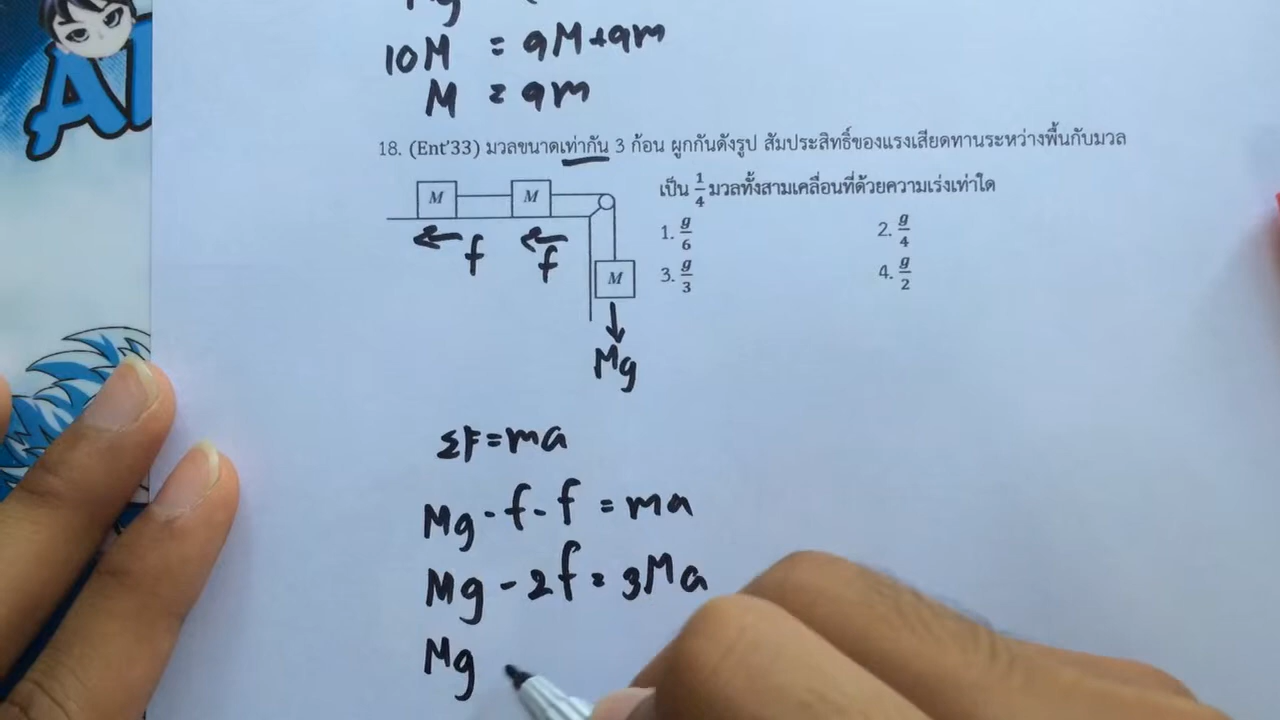 Mg
10M = 9M+9m
M = 9m
18. (Ent'33) มวลขนาดเท่ากัน 3 ก้อน ผูกกันดังรูป สัมประสิทธิ์ของแรงเสียดทานระหว่างพื้นกับมวล
เป็น 1/4 มวลทั้งสามเคลื่อนที่ด้วยความเร่งเท่าใด
M M
1. g/6 2. g/4
f f
M
3. g/3 4. g/2
Mg
ΣF=ma
Mg - f - f = ma
Mg - 2f = 3Ma
Mg